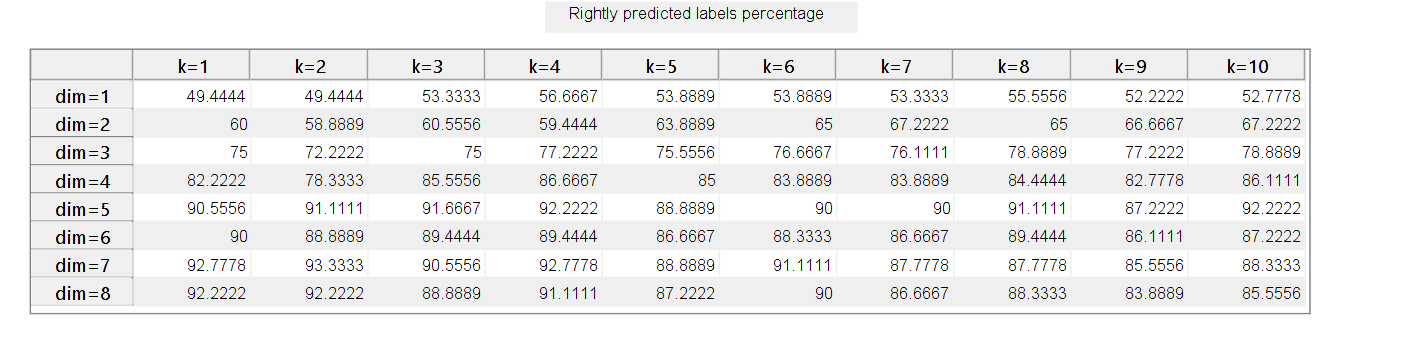 Rightly predicted labels percentage
k=1 k=2 k=3 k=4 k=5 k=6 k=7 k=8 k=9 k=10
dim=1 49.4444 49.4444 53.3333 56.6667 53.8889 53.8889 53.3333 55.5556 52.2222 52.7778
dim=2 60 58.8889 60.5556 59.4444 63.8889 65 67.2222 65 66.6667 67.2222
dim=3 75 72.2222 75 77.2222 75.5556 76.6667 76.1111 78.8889 77.2222 78.8889
dim=4 82.2222 78.3333 85.5556 86.6667 85 83.8889 83.8889 84.4444 82.7778 86.1111
dim=5 90.5556 91.1111 91.6667 92.2222 88.8889 90 90 91.1111 87.2222 92.2222
dim=6 90 88.8889 89.4444 89.4444 86.6667 88.3333 86.6667 89.4444 86.1111 87.2222
dim=7 92.7778 93.3333 90.5556 92.7778 88.8889 91.1111 87.7778 87.7778 85.5556 88.3333
dim=8 92.2222 92.2222 88.8889 91.1111 87.2222 90 86.6667 88.3333 83.8889 85.5556